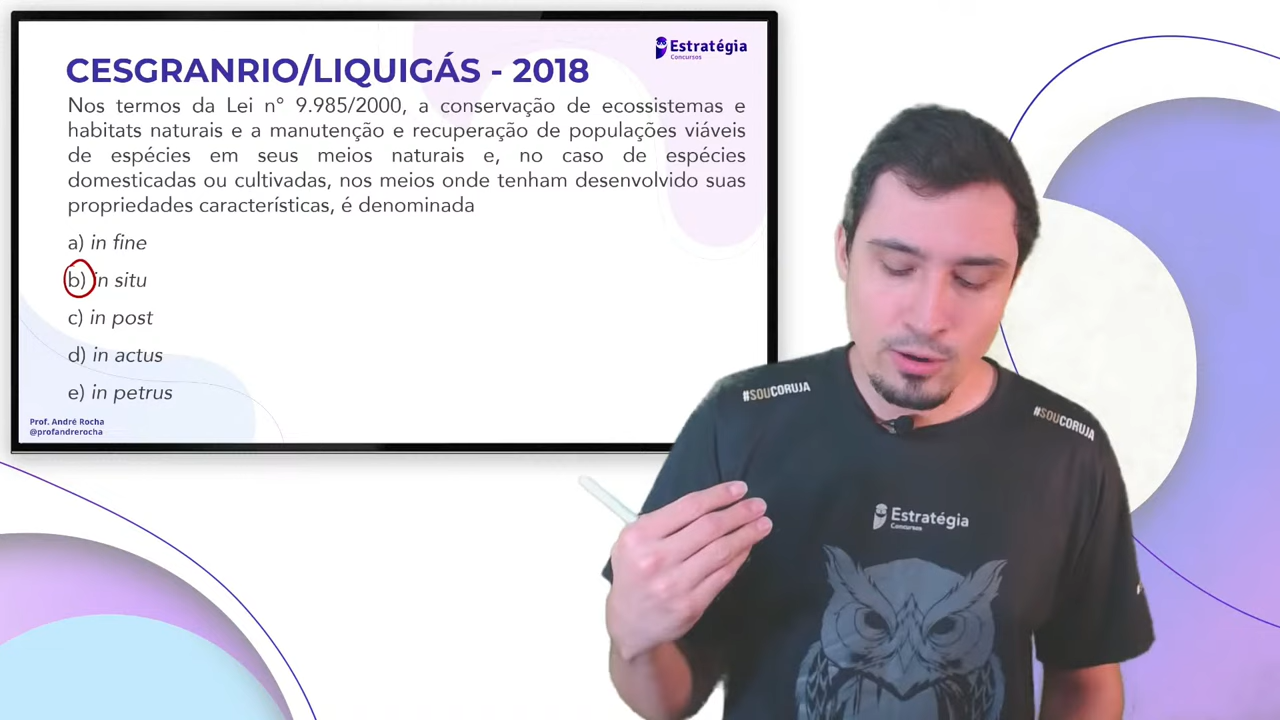 Estratégia
Concursos
CESGRANRIO/LIQUIGÁS - 2018
Nos termos da Lei n° 9.985/2000, a conservação de ecossistemas e
habitats naturais e a manutenção e recuperação de populações viáveis
de espécies em seus meios naturais e, no caso de espécies
domesticadas ou cultivadas, nos meios onde tenham desenvolvido suas
propriedades características, é denominada
a) in fine
b) in situ
c) in post
d) in actus
e) in petrus
Prof. André Rocha
@profandrerocha
#SOUCORUJA
#SOUCORUJA
Estratégia
Concursos